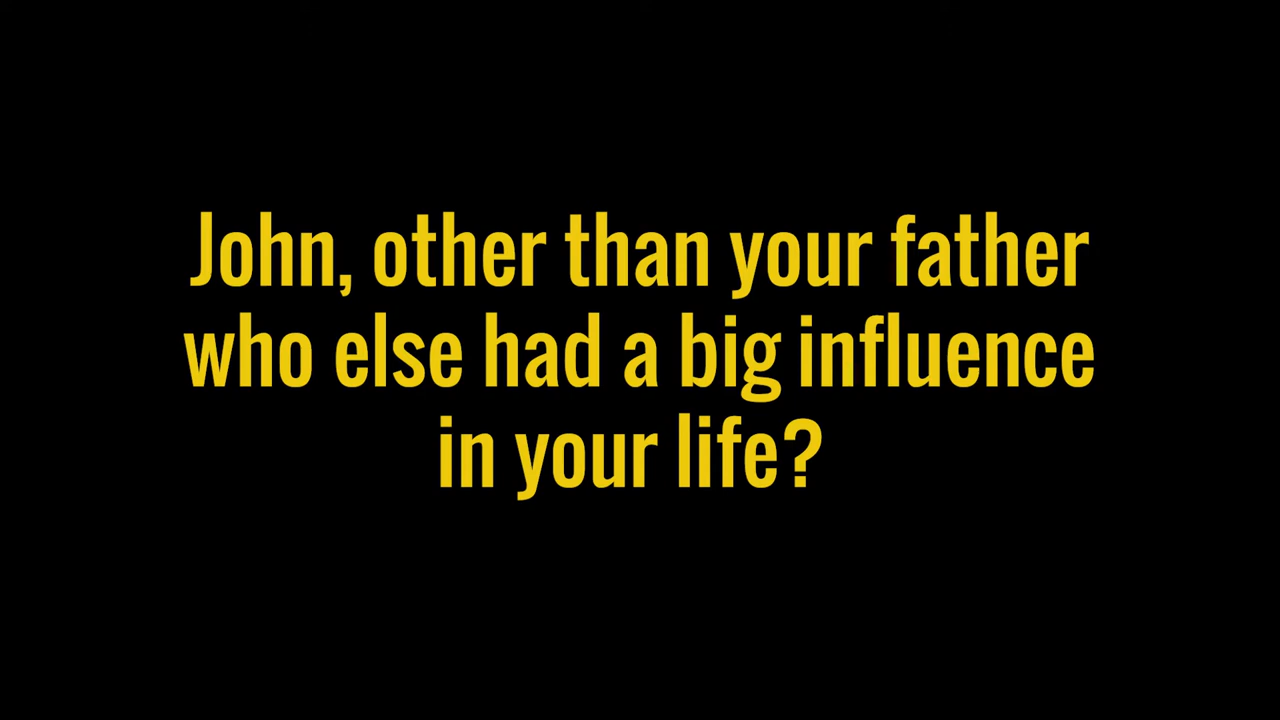 John, other than your father
who else had a big influence
in your life?